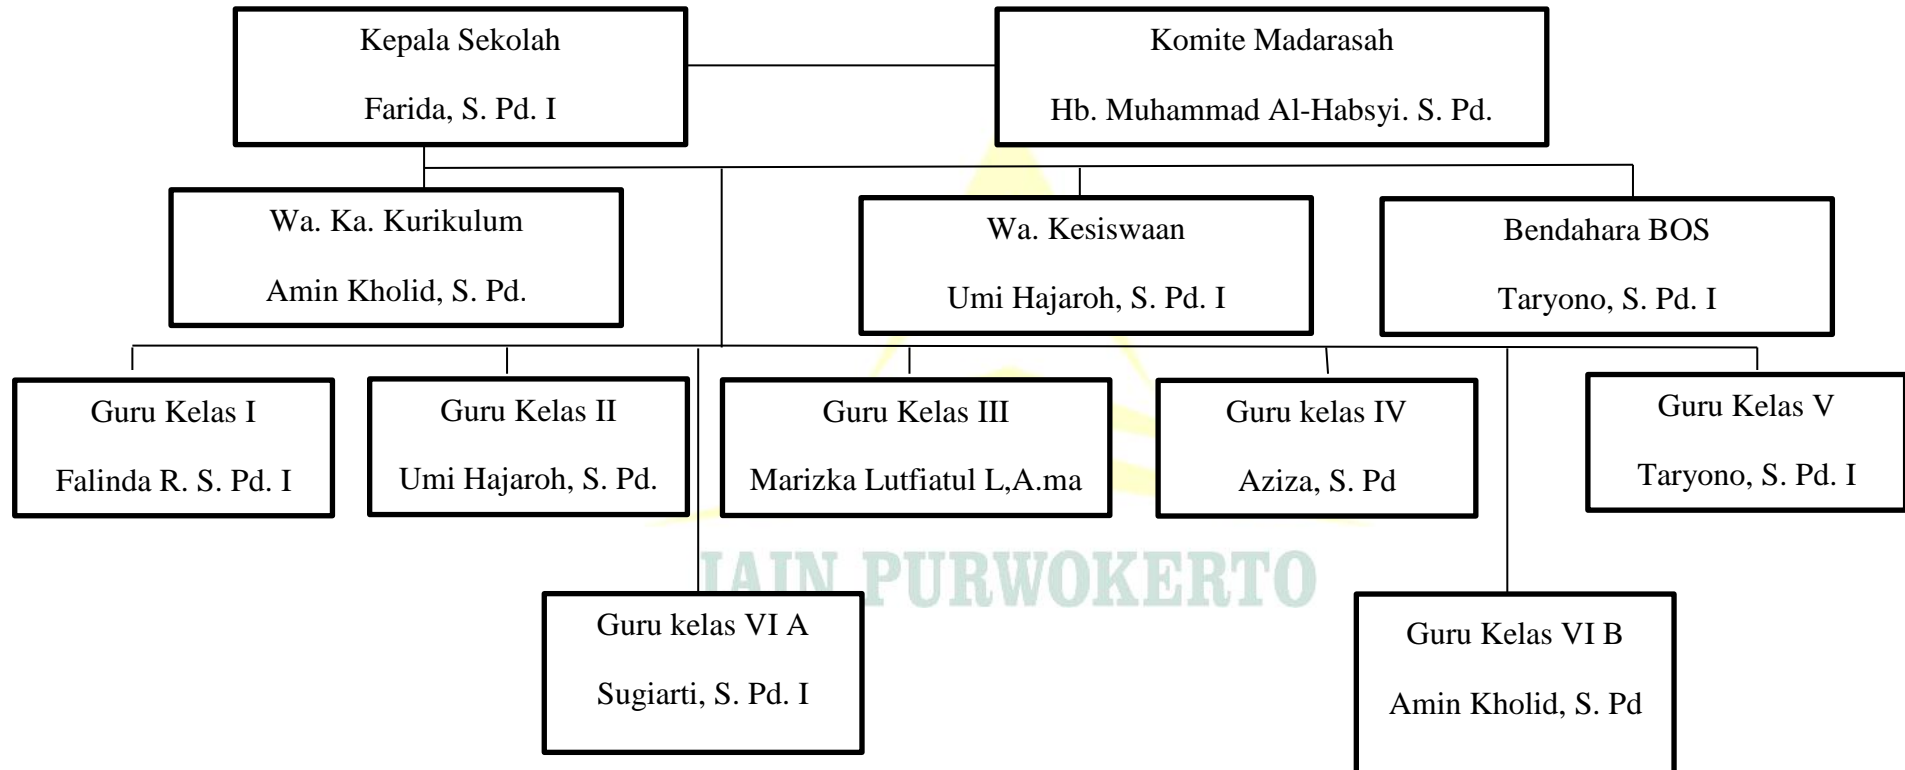 Kepala Sekolah
Farida, S. Pd. I
Komite Madarasah
Hb. Muhammad Al-Habsyi. S. Pd.
Wa. Ka. Kurikulum
Amin Kholid, S. Pd.
Wa. Kesiswaan
Umi Hajaroh, S. Pd. I
Bendahara BOS
Taryono, S. Pd. I
Guru Kelas I
Falinda R. S. Pd. I
Guru Kelas II
Umi Hajaroh, S. Pd.
Guru Kelas III
Marizka Lutfiatul L,A.ma
Guru kelas IV
Aziza, S. Pd
Guru Kelas V
Taryono, S. Pd. I
IAIN PURWOKERTO
Guru kelas VI A
Sugiarti, S. Pd. I
Guru Kelas VI B
Amin Kholid, S. Pd